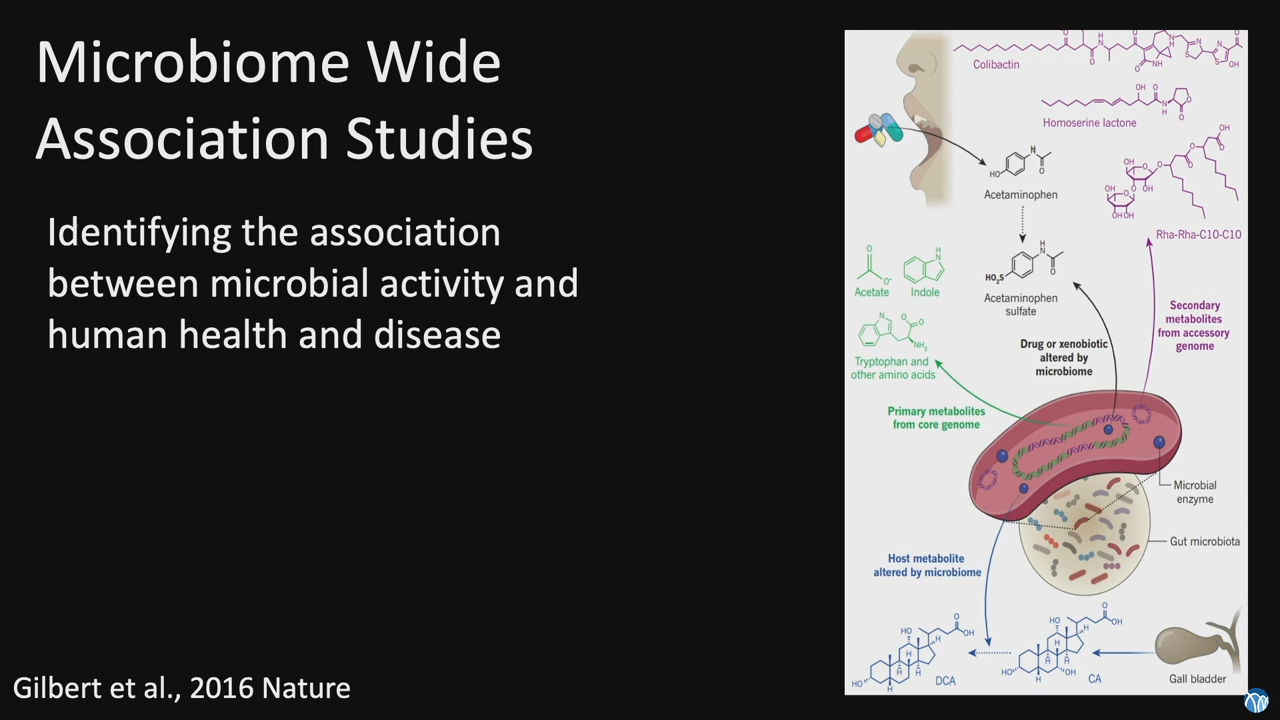 Microbiome Wide
Association Studies
Identifying the association
between microbial activity and
human health and disease
Gilbert et al., 2016 Nature
Colibactin
Homoserine lactone
Acetaminophen
Rha-Rha-C10-C10
Acetate
Indole
Acetaminophen
sulfate
Secondary
metabolites
from accessory
genome
Drug or xenobiotic
altered by
microbiome
Tryptophan and
other amino acids
Primary metabolites
from core genome
Microbial
enzyme
Gut microbiota
Host metabolite
altered by microbiome
DCA
CA
Gall bladder